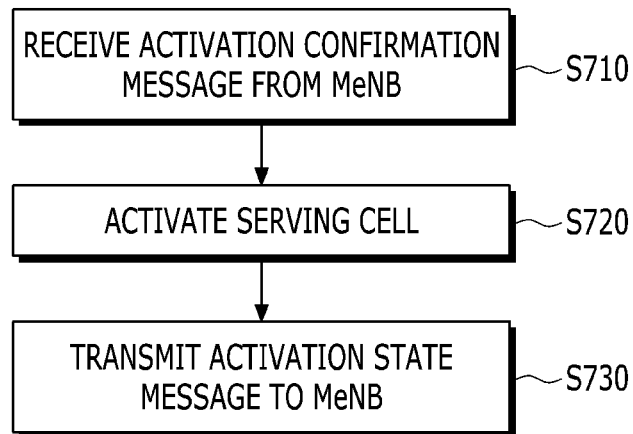 RECEIVE ACTIVATION CONFIRMATION
MESSAGE FROM MeNB
S710
ACTIVATE SERVING CELL
S720
TRANSMIT ACTIVATION STATE
MESSAGE TO MeNB
S730